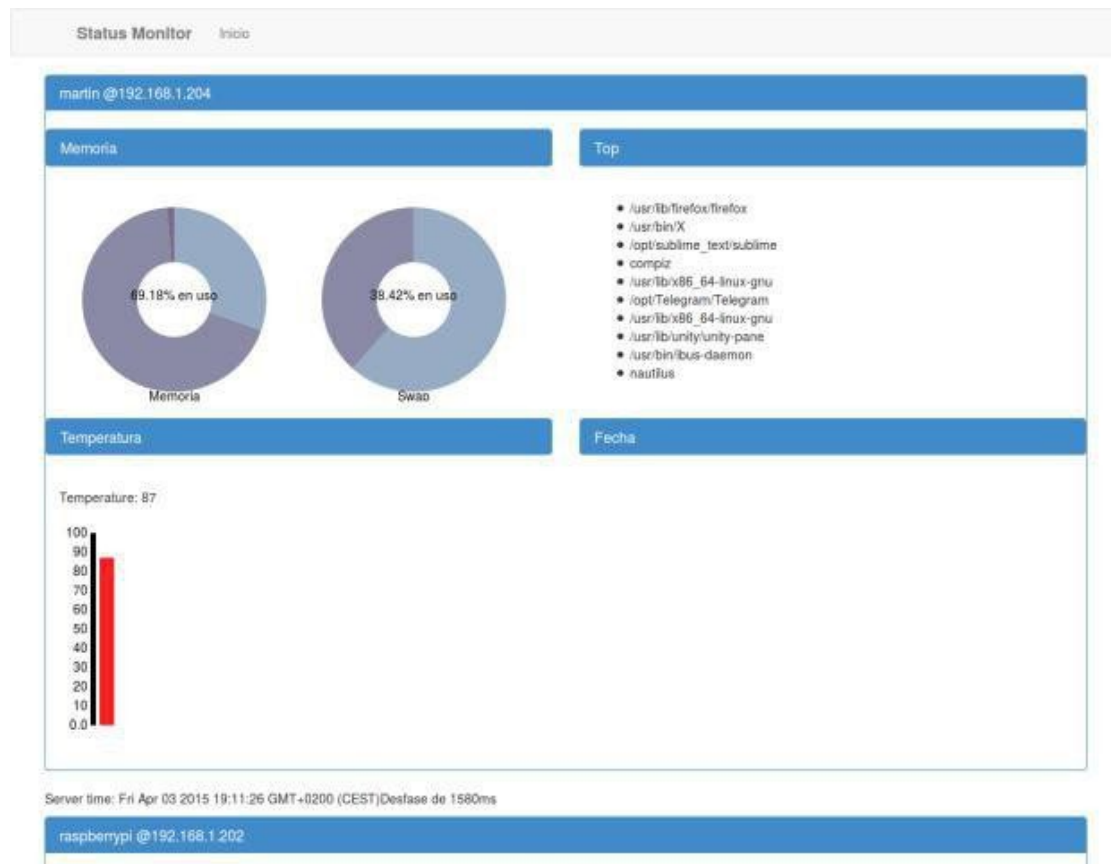 Status Monitor Inicio
martin @192.168.1.204
Memoria
69.18% en uso
Memoria
38.42% en uso
Swap
Top
/usr/lib/firefox/firefox
/usr/bin/X
/opt/sublime_text/sublime
compiz
/usr/lib/x86_64-linux-gnu
/opt/Telegram/Telegram
/usr/lib/x86_64-linux-gnu
/usr/lib/unity/unity-pane
/usr/bin/ibus-daemon
nautilus
Temperatura
Temperature: 87
100
90
80
70
60
50
40
30
20
10
0.0
Fecha
Server time: Fri Apr 03 2015 19:11:26 GMT+0200 (CEST)Desfase de 1580ms
raspberrypi @192.168.1.202